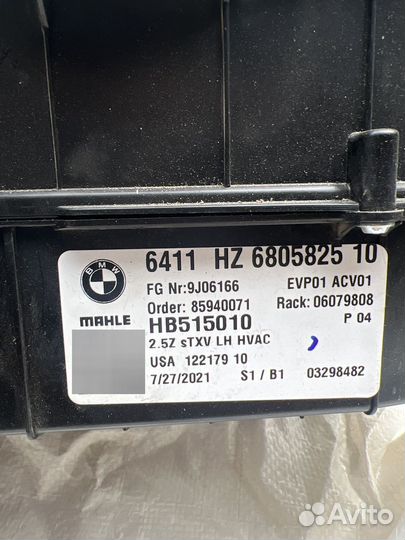 BMW
6411 HZ 6805825 10
FG Nr:9J06166 EVP01 ACV01
Order: 85940071 Rack: 06079808
MAHLE HB515010 P 04
2.5Z sTXV LH HVAC
USA 122179 10
7/27/2021 S1 / B1 03298482
Avito